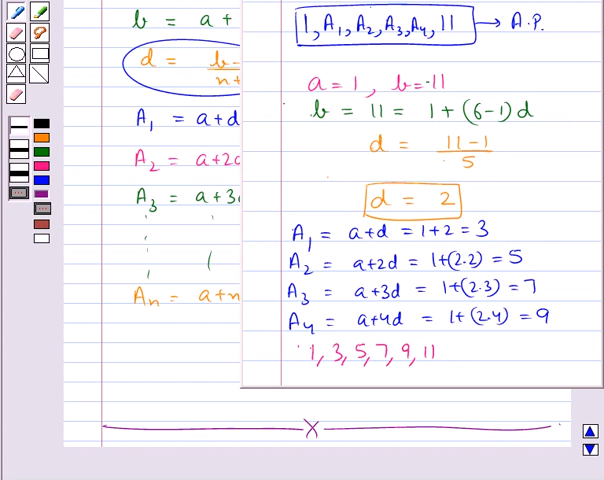 b = a +
d = b-
n+
A1 = a+d
A2 = a+2
A3 = a+3
An = a+n
1, A1, A2, A3, A4, 11 → A.P.
a = 1, b = 11
b = 11 = 1 + (6-1)d
d = 11-1
5
d = 2
A1 = a+d = 1+2 = 3
A2 = a+2d = 1+(2.2) = 5
A3 = a+3d = 1+(2.3) = 7
A4 = a+4d = 1+(2.4) = 9
1, 3, 5, 7, 9, 11
X